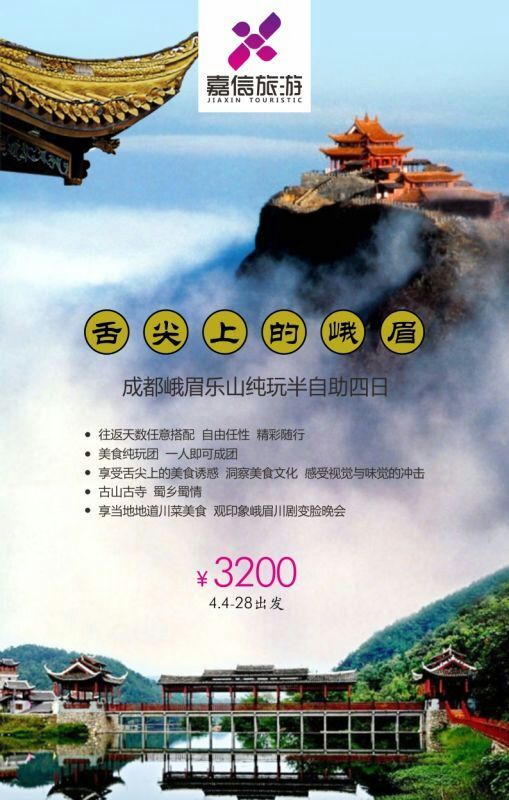 嘉信旅游
JIAXIN TOURISTIC
舌尖上的峨眉
成都峨眉乐山纯玩半自助四日
• 往返天数任意搭配 自由任性 精彩随行
• 美食纯玩团 一人即可成团
• 享受舌尖上的美食诱惑 洞察美食文化 感受视觉与味觉的冲击
• 古山古寺 蜀乡蜀情
• 享当地地道川菜美食 观印象峨眉川剧变脸晚会
¥3200
4.4-28出发